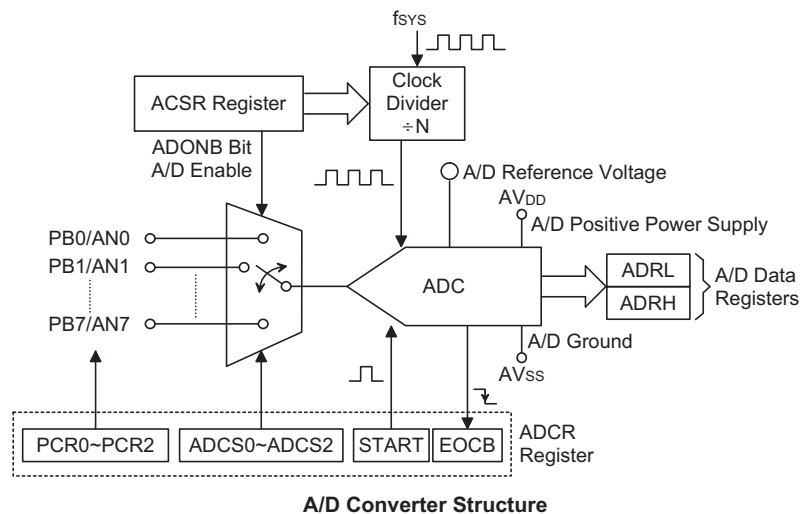 fSYS
ACSR Register
Clock
Divider
÷N
ADONB Bit
A/D Enable
A/D Reference Voltage
AVDD
A/D Positive Power Supply
PB0/AN0
PB1/AN1
PB7/AN7
ADC
ADRL
ADRH
A/D Data
Registers
A/D Ground
AVSS
PCR0~PCR2
ADCS0~ADCS2
START
EOCB
ADCR
Register
A/D Converter Structure